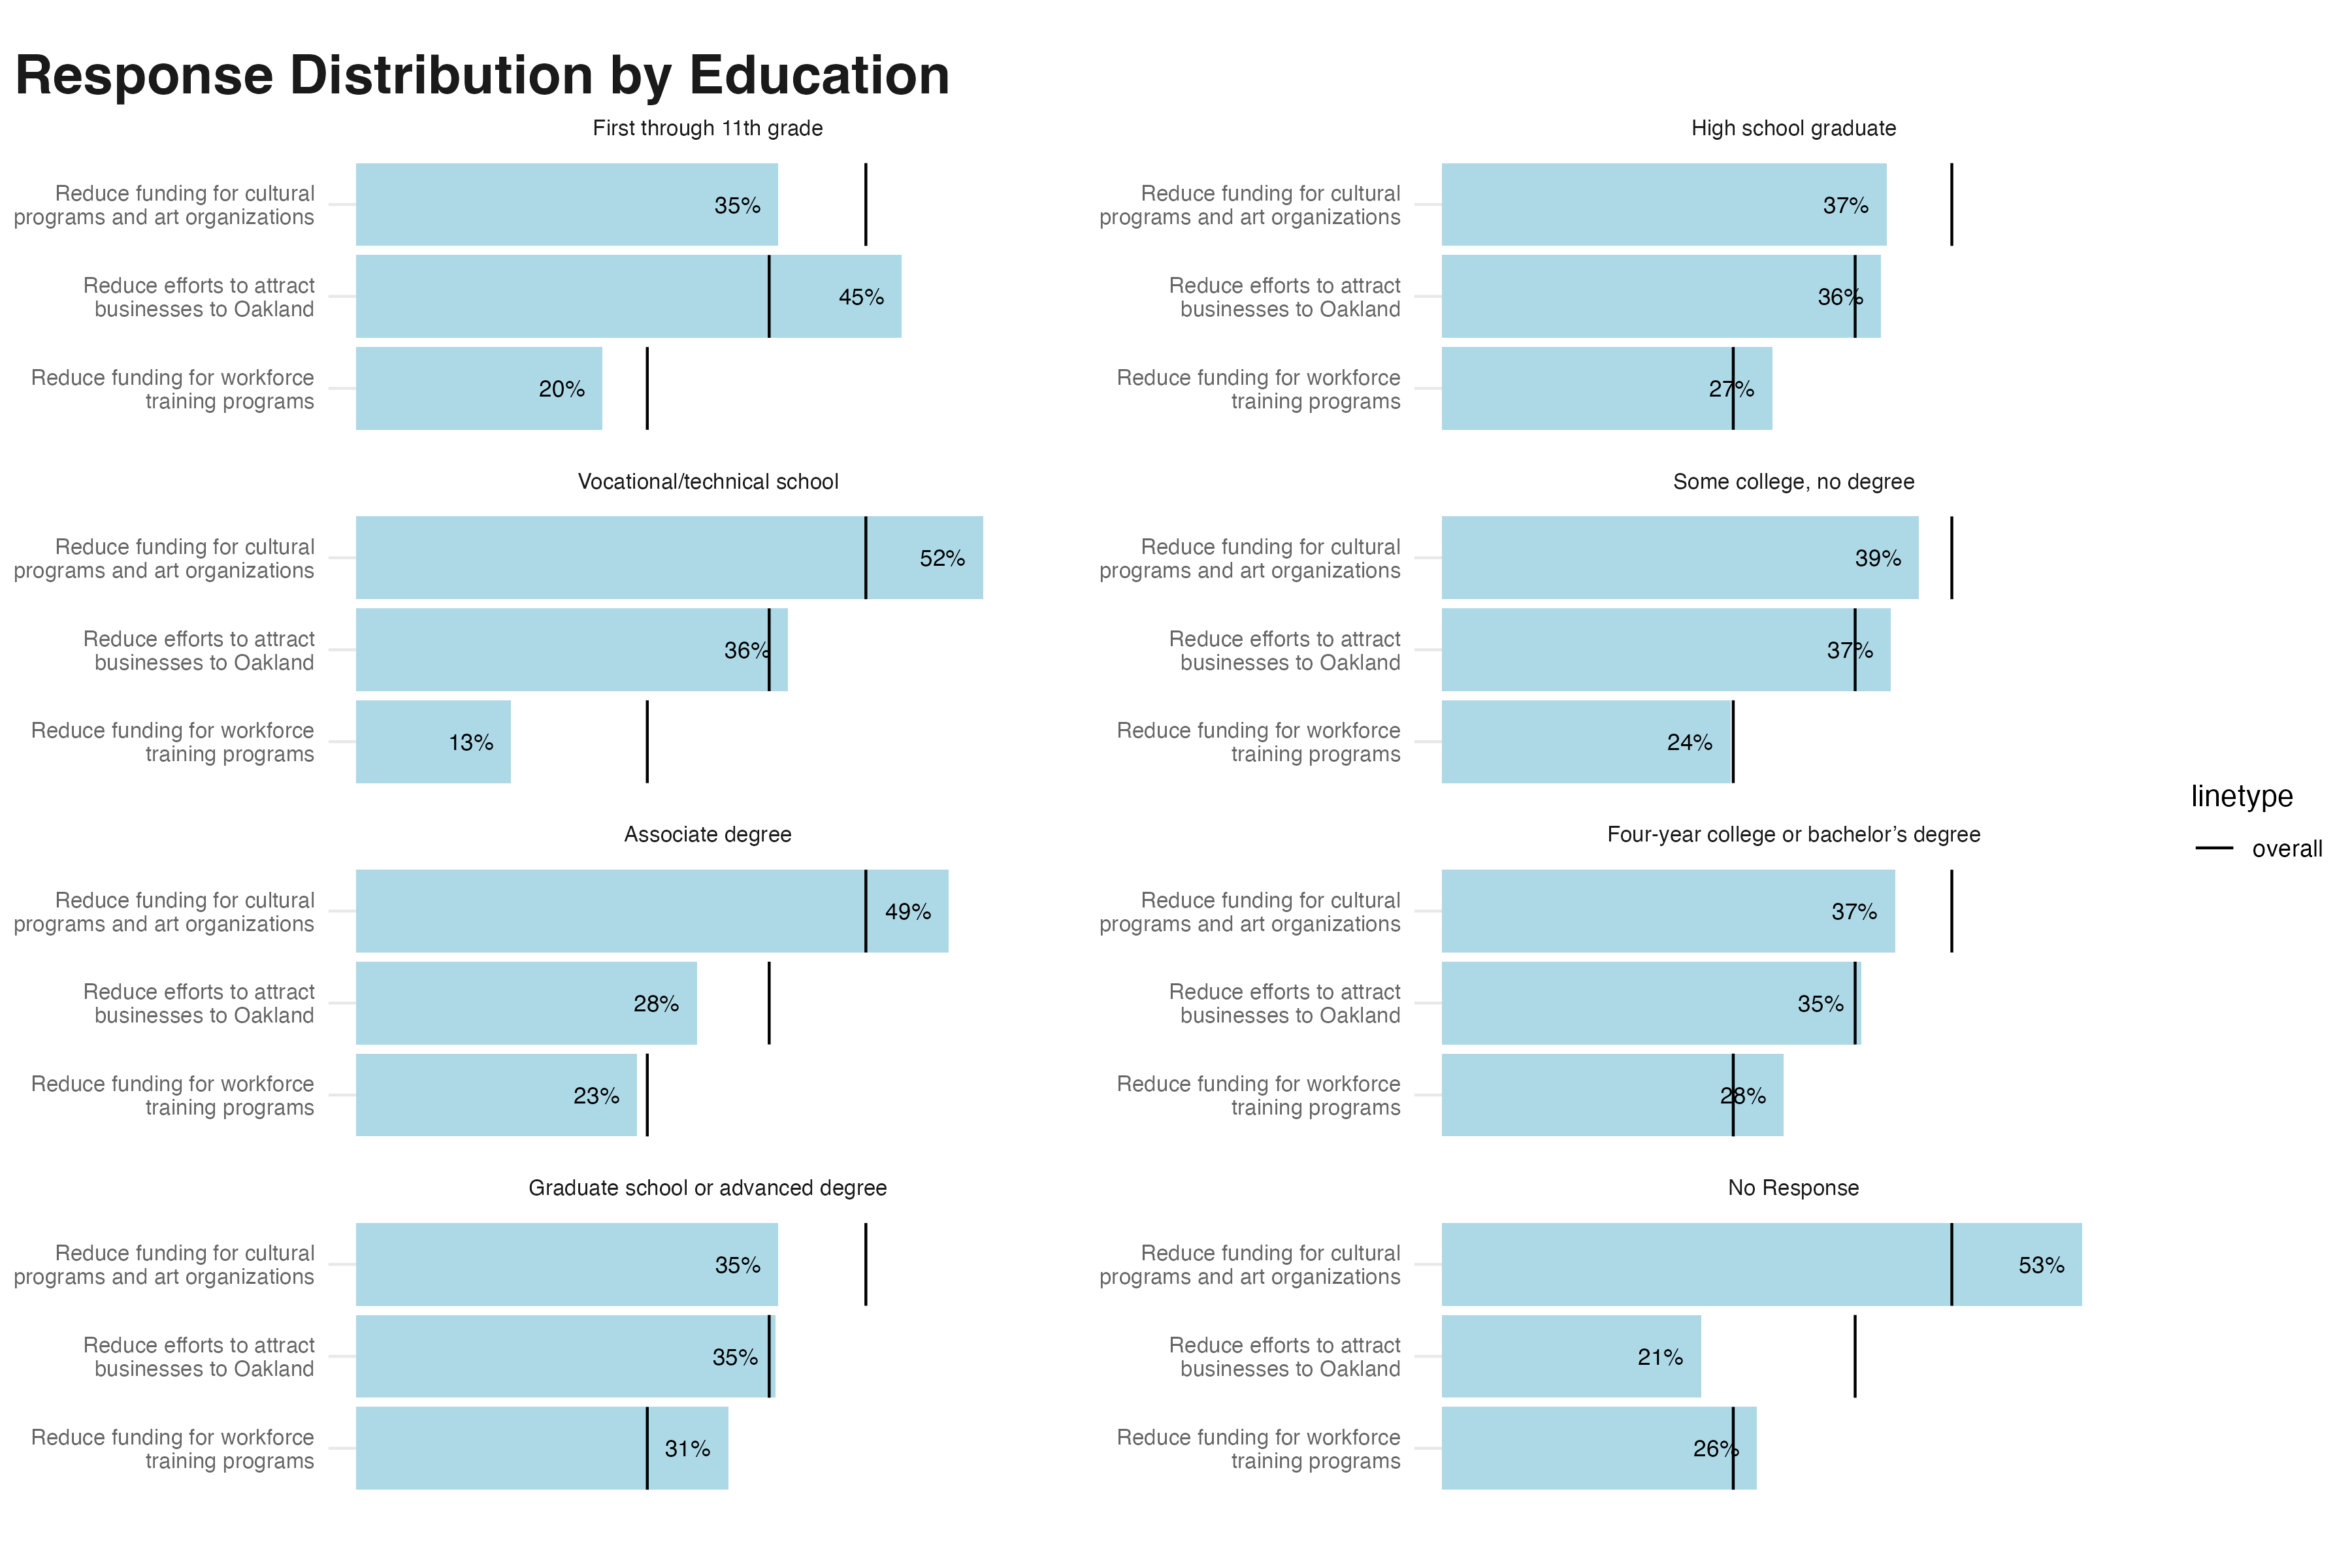 Response Distribution by Education
First through 11th grade
Reduce funding for cultural
programs and art organizations
35%
Reduce efforts to attract
businesses to Oakland
45%
Reduce funding for workforce
training programs
20%
High school graduate
Reduce funding for cultural
programs and art organizations
37%
Reduce efforts to attract
businesses to Oakland
36%
Reduce funding for workforce
training programs
27%
Vocational/technical school
Reduce funding for cultural
programs and art organizations
52%
Reduce efforts to attract
businesses to Oakland
36%
Reduce funding for workforce
training programs
13%
Some college, no degree
Reduce funding for cultural
programs and art organizations
39%
Reduce efforts to attract
businesses to Oakland
37%
Reduce funding for workforce
training programs
24%
Associate degree
Reduce funding for cultural
programs and art organizations
49%
Reduce efforts to attract
businesses to Oakland
28%
Reduce funding for workforce
training programs
23%
Four-year college or bachelor’s degree
Reduce funding for cultural
programs and art organizations
37%
Reduce efforts to attract
businesses to Oakland
35%
Reduce funding for workforce
training programs
28%
Graduate school or advanced degree
Reduce funding for cultural
programs and art organizations
35%
Reduce efforts to attract
businesses to Oakland
35%
Reduce funding for workforce
training programs
31%
No Response
Reduce funding for cultural
programs and art organizations
53%
Reduce efforts to attract
businesses to Oakland
21%
Reduce funding for workforce
training programs
26%
linetype
overall